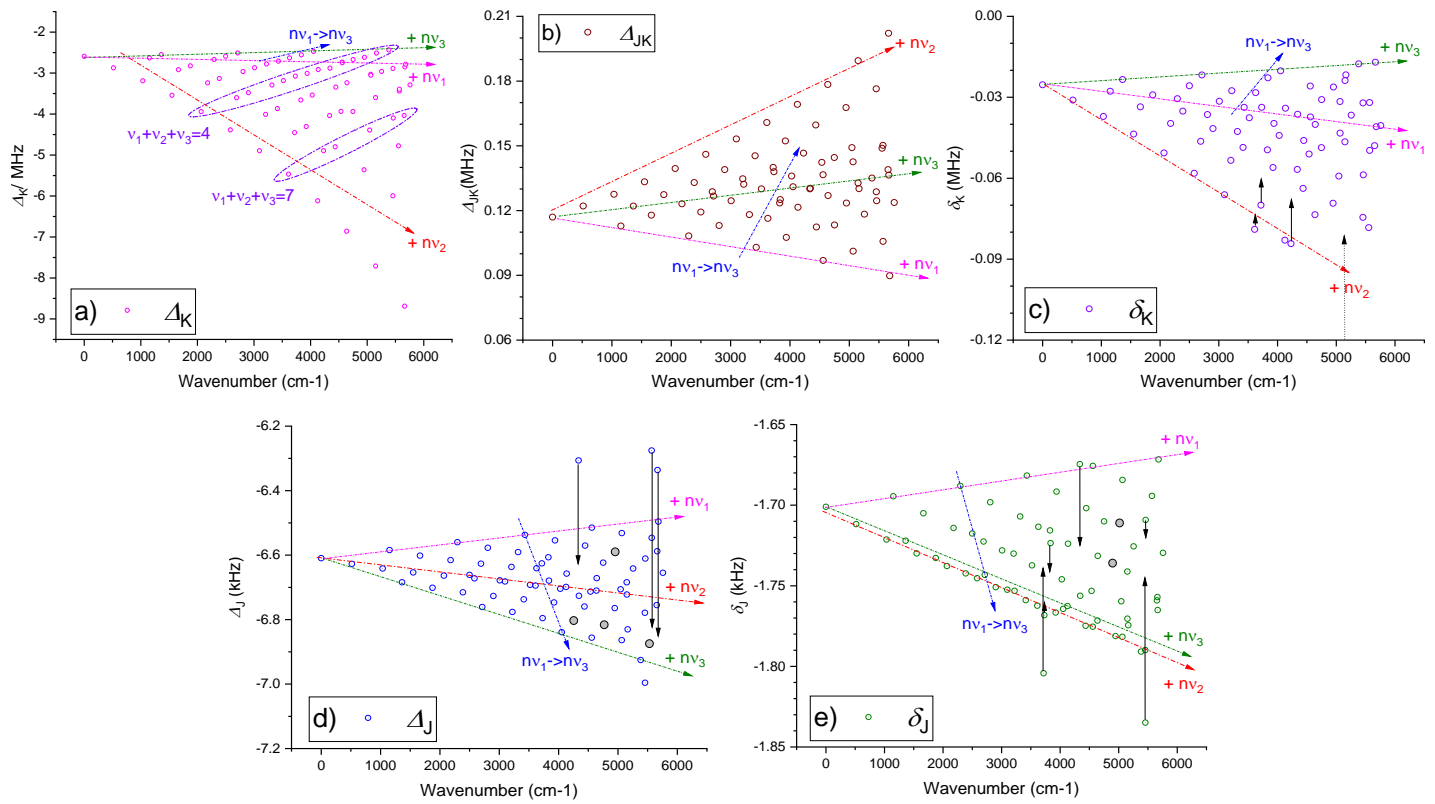 -2
-3
-4
-5
-6
-7
-8
-9
Δ_K/ MHz
nν₁->nν₃
+ nν₃
+ nν₁
ν₁+ν₂+ν₃=4
ν₁+ν₂+ν₃=7
+ nν₂
a)
Δ_K
0 1000 2000 3000 4000 5000 6000
Wavenumber (cm-1)
0.21
0.18
0.15
0.12
0.09
0.06
Δ_JK(MHz)
b)
Δ_JK
+ nν₂
+ nν₃
nν₁->nν₃
+ nν₁
0 1000 2000 3000 4000 5000 6000
Wavenumber (cm-1)
0.00
-0.03
-0.06
-0.09
-0.12
δ_K (MHz)
nν₁->nν₃
+ nν₃
+ nν₁
+ nν₂
c)
δ_K
0 1000 2000 3000 4000 5000 6000
Wavenumber (cm-1)
-6.2
-6.4
-6.6
-6.8
-7.0
-7.2
Δ_J (kHz)
+ nν₁
+ nν₂
nν₁->nν₃
+ nν₃
d)
Δ_J
0 1000 2000 3000 4000 5000 6000
Wavenumber (cm-1)
-1.65
-1.70
-1.75
-1.80
-1.85
δ_J (kHz)
+ nν₁
nν₁->nν₃
+ nν₃
+ nν₂
e)
δ_J
0 1000 2000 3000 4000 5000 6000
Wavenumber (cm-1)